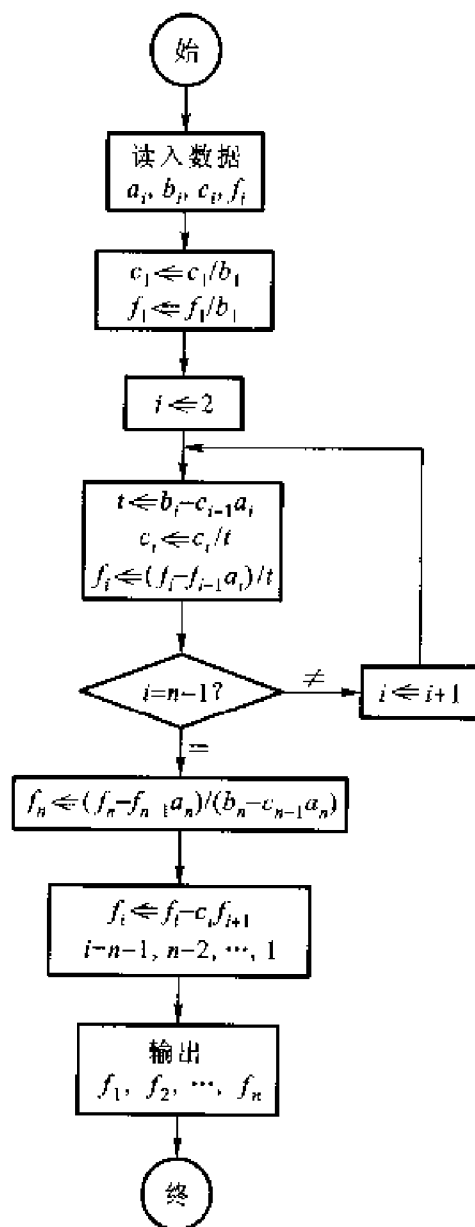 始
读入数据
a_i, b_i, c_i, f_i
c_1 ⇐ c_1/b_1
f_1 ⇐ f_1/b_1
i ⇐ 2
t ⇐ b_i–c_{i–1}a_i
c_i ⇐ c_i/t
f_i ⇐ (f_i–f_{i–1}a_i)/t
i=n–1?
≠
i ⇐ i+1
=
f_n ⇐ (f_n–f_{n–1}a_n)/(b_n–c_{n–1}a_n)
f_i ⇐ f_i–c_i f_{i+1}
i=n–1, n–2, ···, 1
输出
f_1, f_2, ···, f_n
终